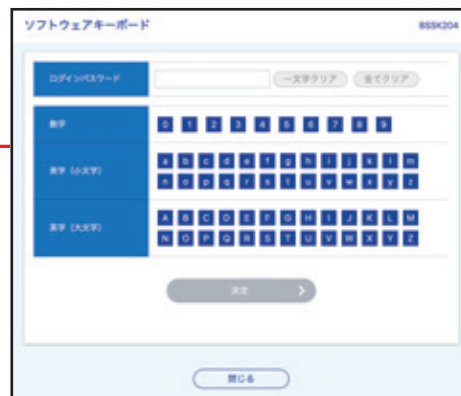 ソフトウェアキーボード BSSK204
ログインパスワード 一文字クリア 全てクリア
数字 0 1 2 3 4 5 6 7 8 9
英字（小文字） a b c d e f g h i j k l m
n o p q r s t u v w x y z
英字（大文字） A B C D E F G H I J K L M
N O P Q R S T U V W X Y Z
決定
閉じる